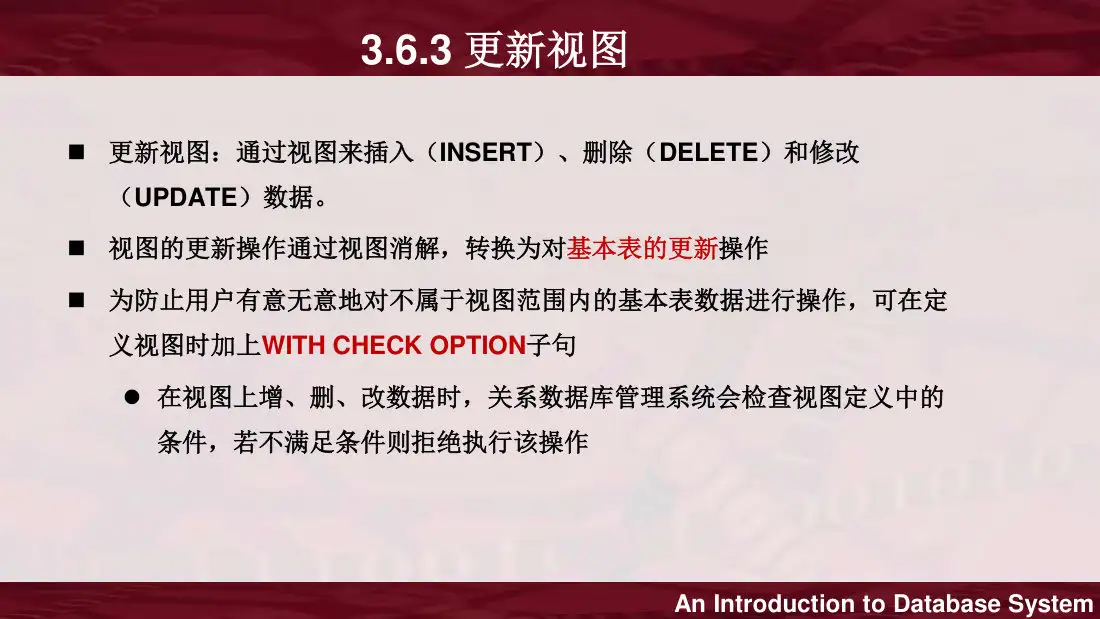 3.6.3 更新视图
■ 更新视图：通过视图来插入（INSERT）、删除（DELETE）和修改
（UPDATE）数据。
■ 视图的更新操作通过视图消解，转换为对基本表的更新操作
■ 为防止用户有意无意地对不属于视图范围内的基本表数据进行操作，可在定
义视图时加上WITH CHECK OPTION子句
● 在视图上增、删、改数据时，关系数据库管理系统会检查视图定义中的
条件，若不满足条件则拒绝执行该操作
An Introduction to Database System